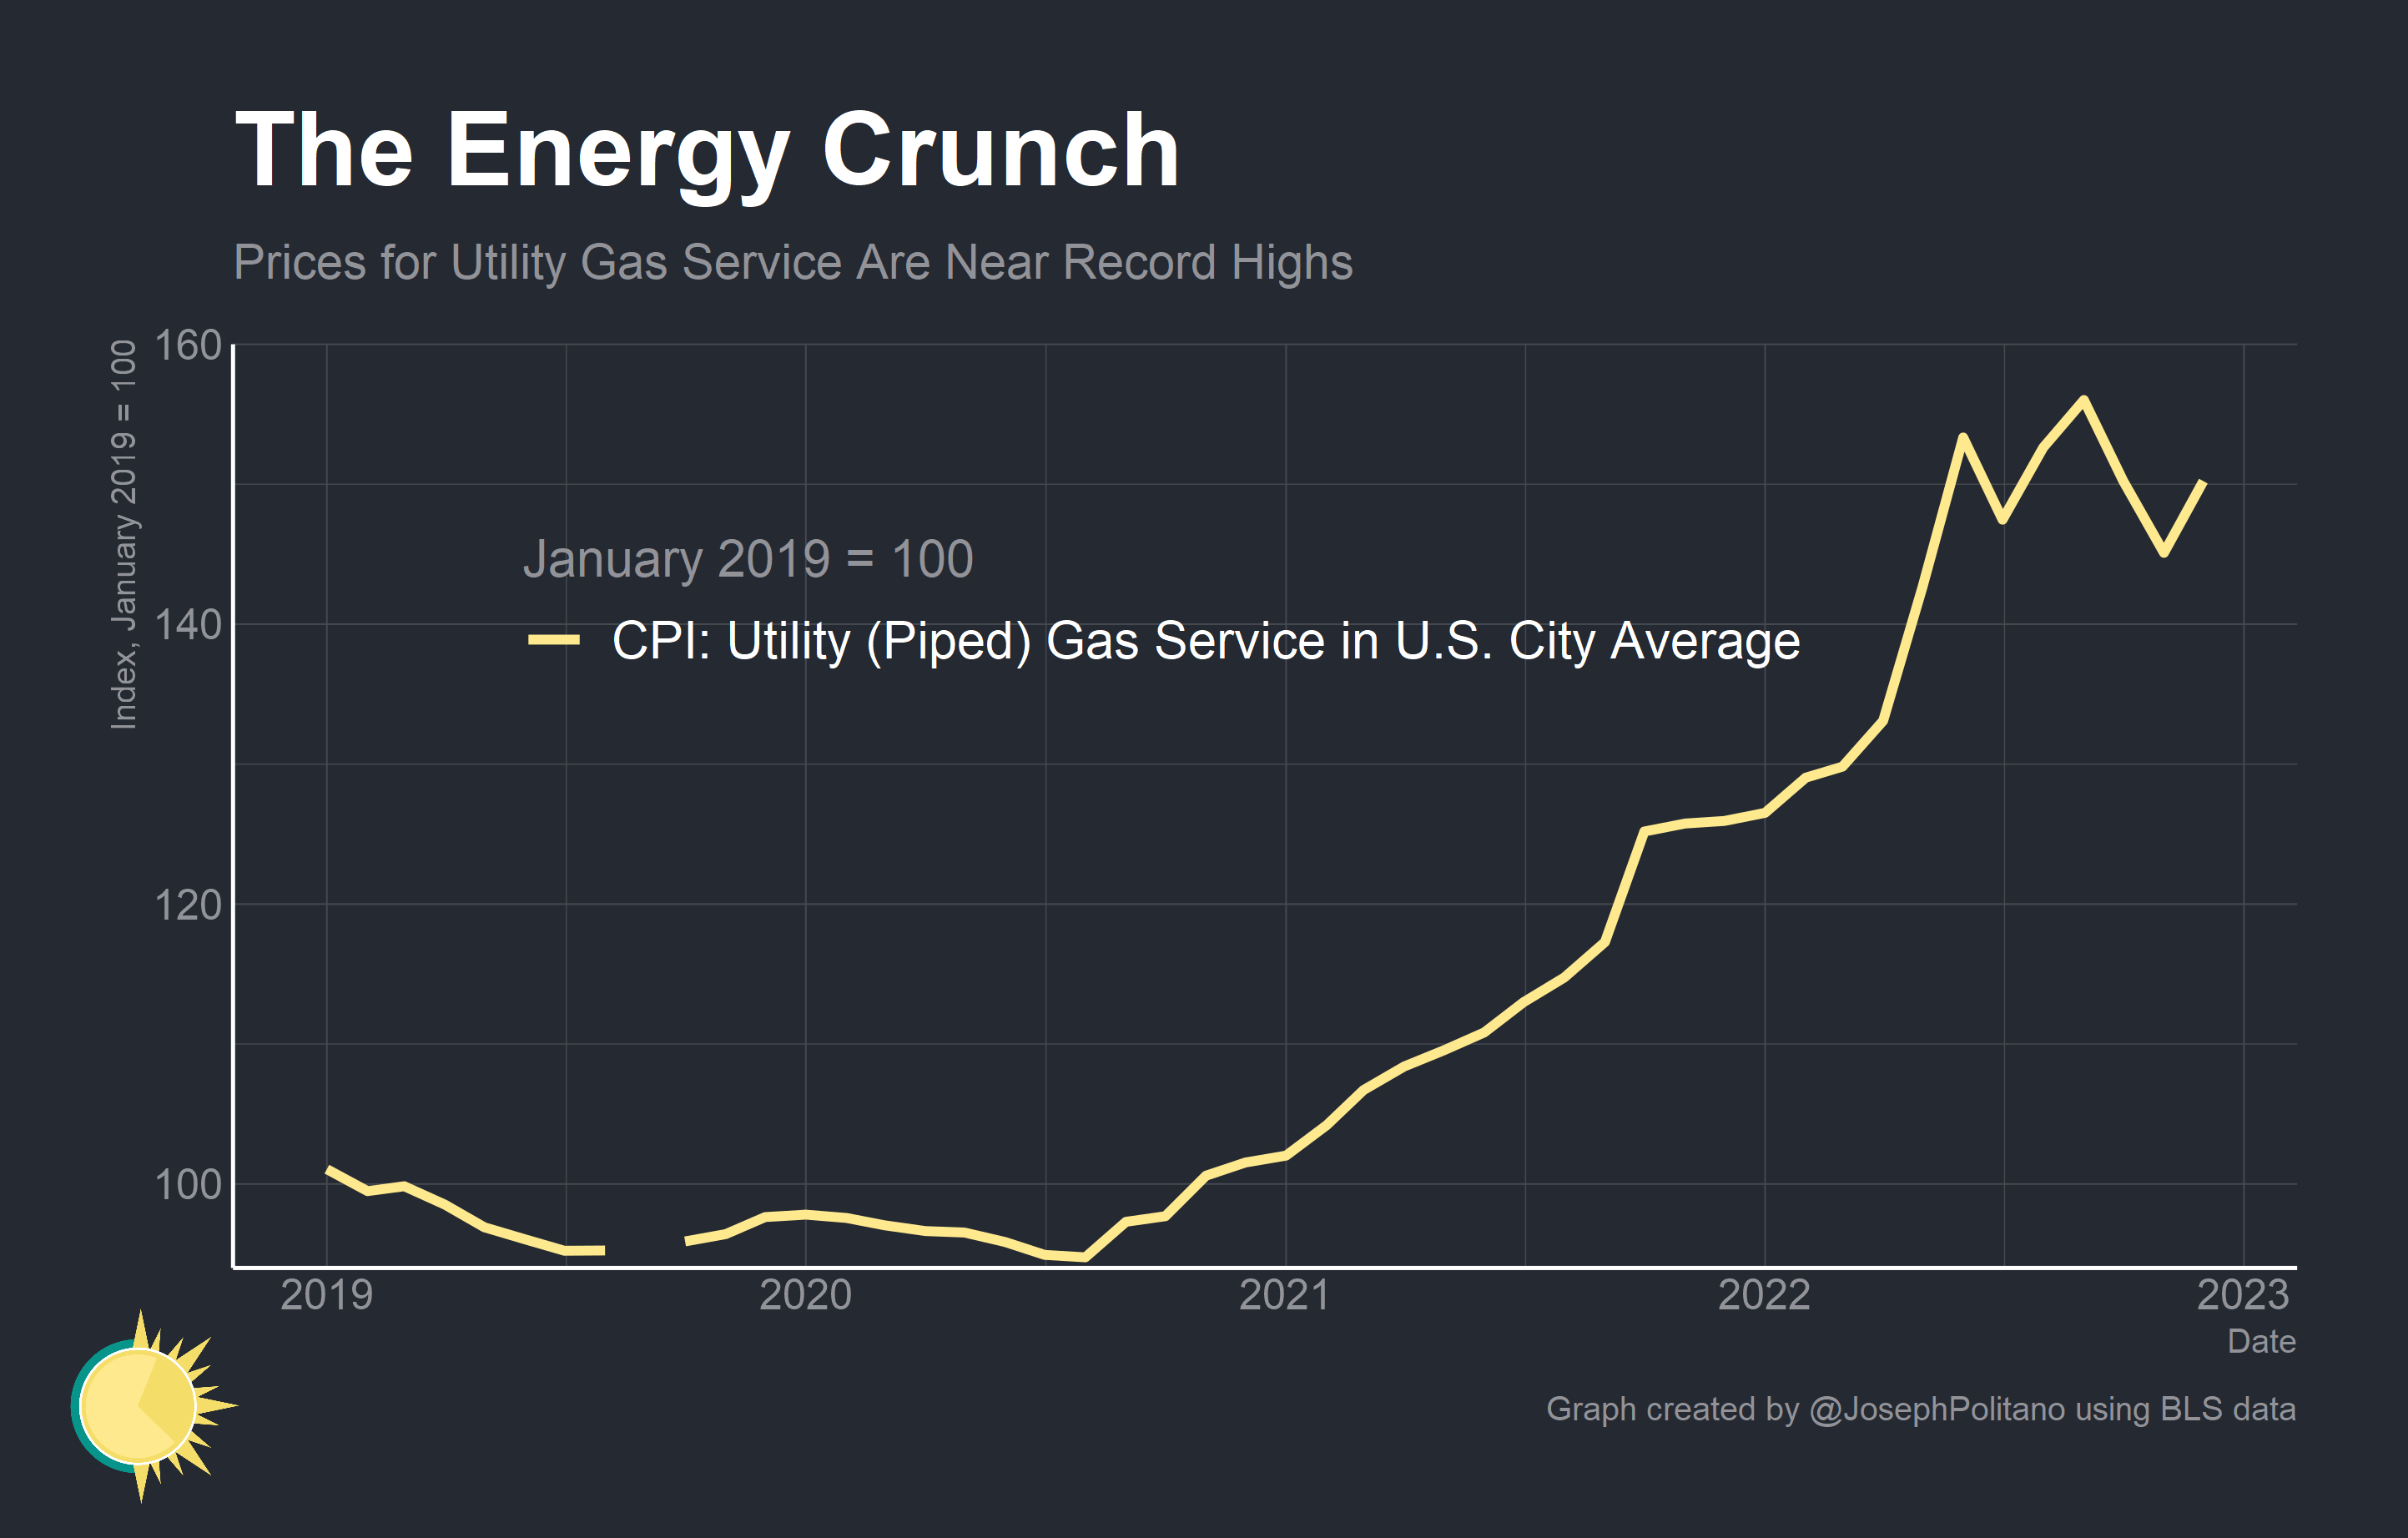 The Energy Crunch
Prices for Utility Gas Service Are Near Record Highs
Index, January 2019 = 100
160
140
120
100
January 2019 = 100
CPI: Utility (Piped) Gas Service in U.S. City Average
2019
2020
2021
2022
2023
Date
Graph created by @JosephPolitano using BLS data